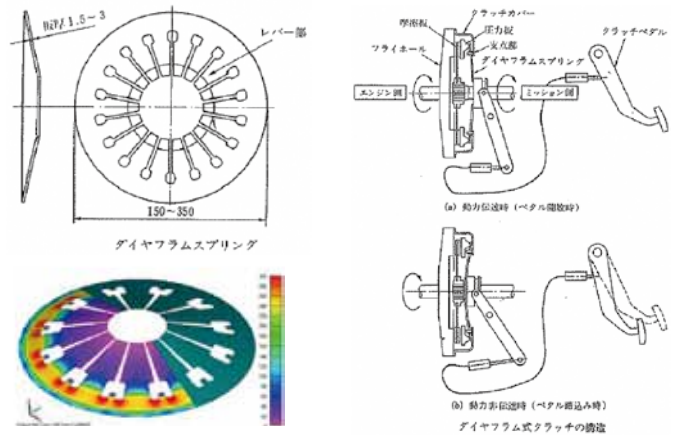 板厚1.5~3
レバー部
150~350
ダイヤフラムスプリング
クラッチカバー
摩擦板
圧力板
支点部
クラッチペダル
フライホール
ダイヤフラムスプリング
エンジン側
ミッション側
(a) 動力伝達時(ペダル開放時)
(b) 動力非伝達時(ペダル踏込み時)
ダイヤフラム式クラッチの構造